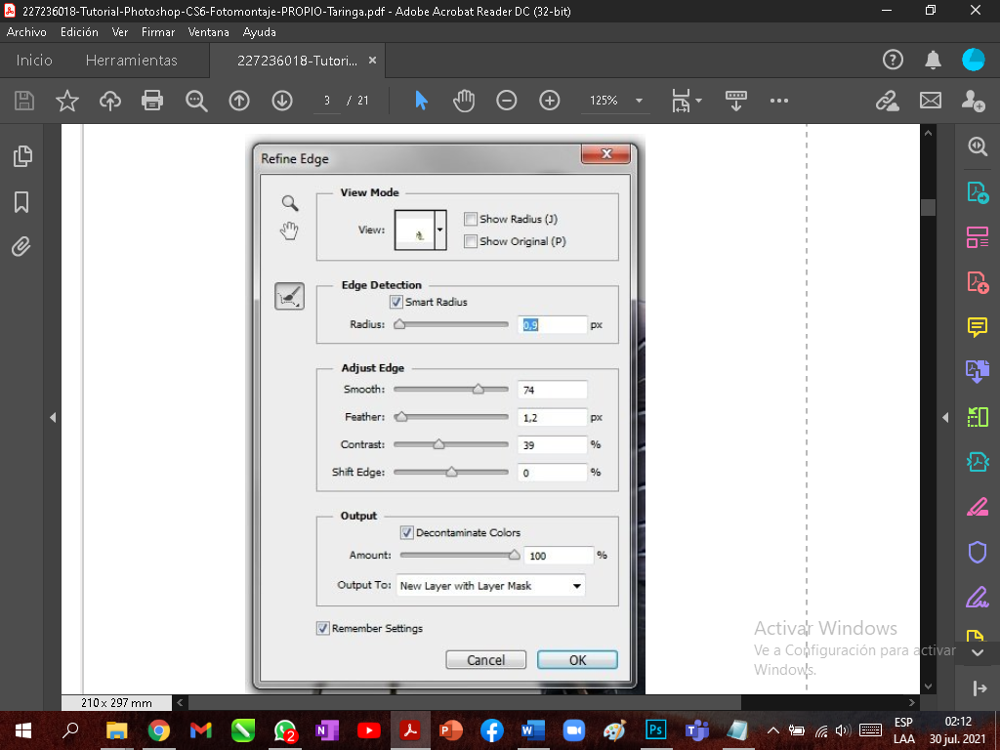 227236018-Tutorial-Photoshop-CS6-Fotomontaje-PROPIO-Taringa.pdf - Adobe Acrobat Reader DC (32-bit)
Archivo Edición Ver Firmar Ventana Ayuda
Inicio Herramientas 227236018-Tutori... ×
3 / 21 125%
Refine Edge
View Mode
View: Show Radius (J)
Show Original (P)
Edge Detection
Smart Radius
Radius: 0,9 px
Adjust Edge
Smooth: 74
Feather: 1,2 px
Contrast: 39 %
Shift Edge: 0 %
Output
Decontaminate Colors
Amount: 100 %
Output To: New Layer with Layer Mask
Remember Settings
Cancel OK
Activar Windows
Ve a Configuración para activar
Windows.
210 x 297 mm
2
ESP
LAA
02:12
30 jul. 2021